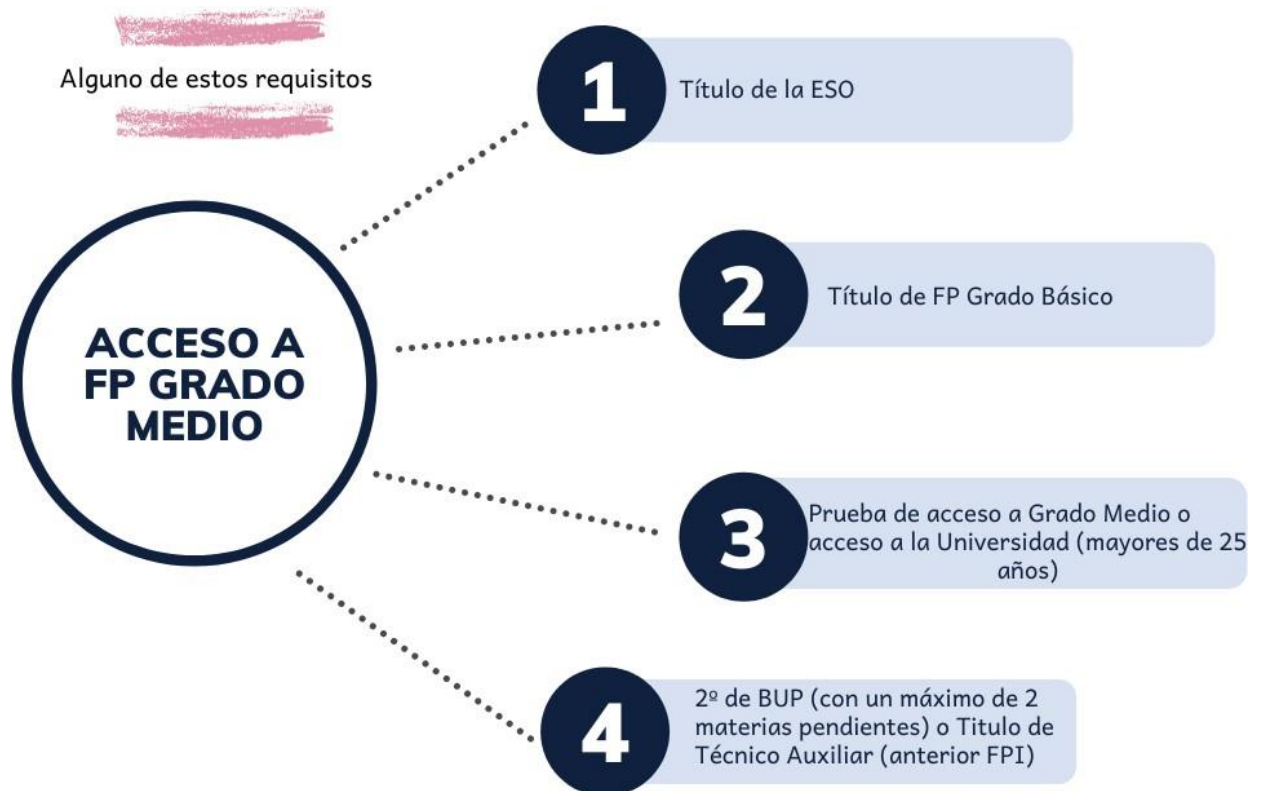 Alguno de estos requisitos
ACCESO A
FP GRADO
MEDIO
1
Título de la ESO
2
Título de FP Grado Básico
3
Prueba de acceso a Grado Medio o
acceso a la Universidad (mayores de 25
años)
4
2º de BUP (con un máximo de 2
materias pendientes) o Titulo de
Técnico Auxiliar (anterior FPI)